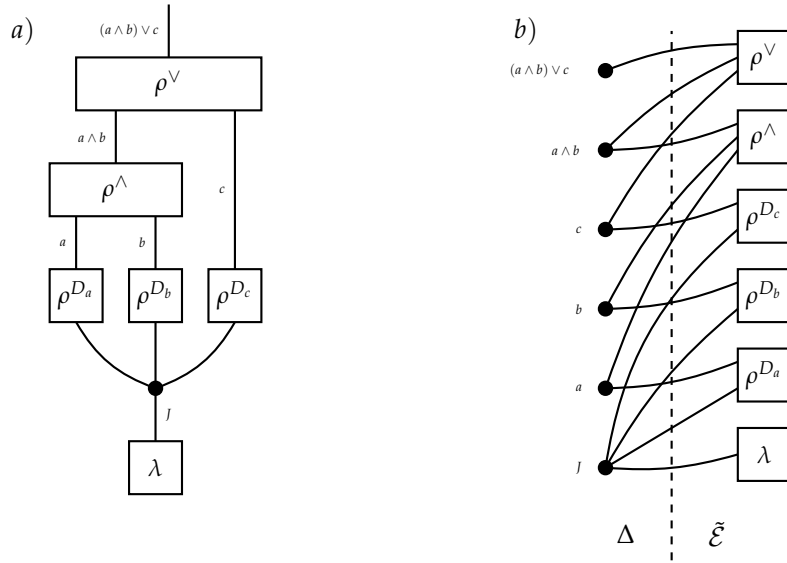 a)
(a ∧ b) ∨ c
ρ^∨
a ∧ b
ρ^∧
c
a
b
ρ^{D_a}
ρ^{D_b}
ρ^{D_c}
J
λ
b)
(a ∧ b) ∨ c
ρ^∨
a ∧ b
ρ^∧
c
ρ^{D_c}
b
ρ^{D_b}
a
ρ^{D_a}
J
λ
Δ
Ẽ